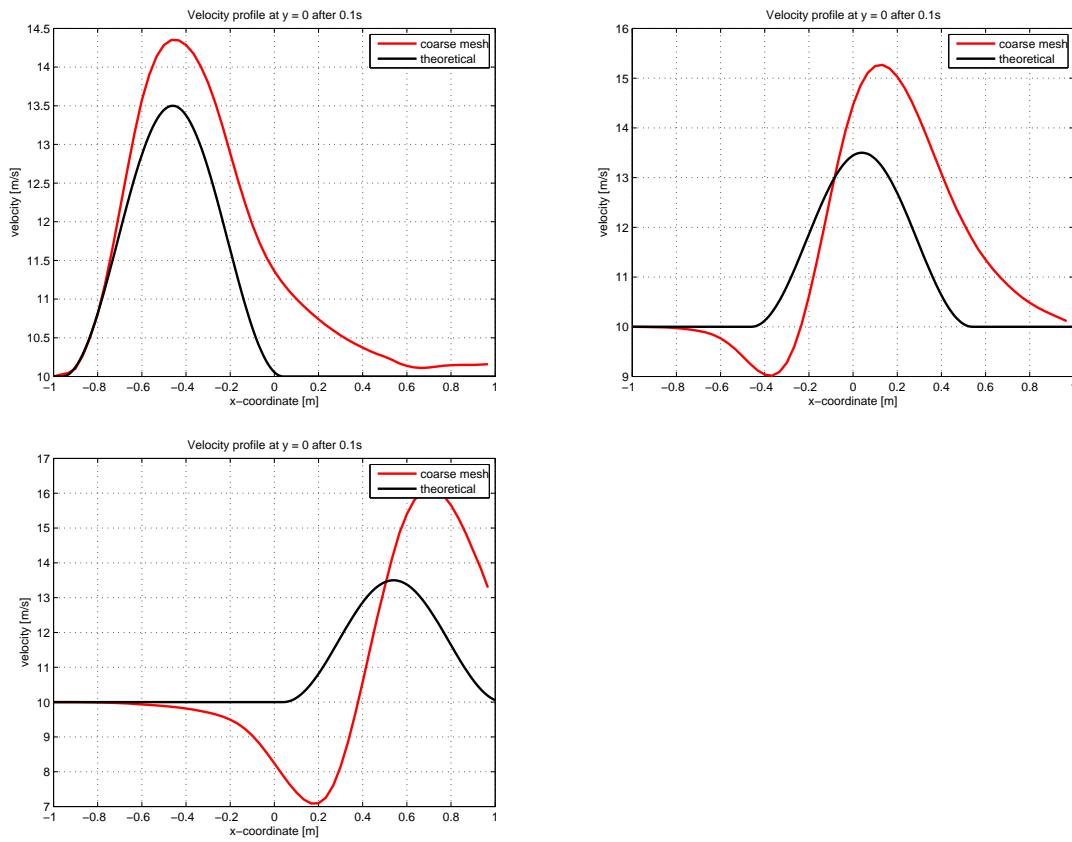 Velocity profile at y = 0 after 0.1s
14.5
14
13.5
13
12.5
12
11.5
11
10.5
10
velocity [m/s]
coarse mesh
theoretical
−1 −0.8 −0.6 −0.4 −0.2 0 0.2 0.4 0.6 0.8 1
x−coordinate [m]
Velocity profile at y = 0 after 0.1s
16
15
14
13
12
11
10
9
velocity [m/s]
coarse mesh
theoretical
−1 −0.8 −0.6 −0.4 −0.2 0 0.2 0.4 0.6 0.8 1
x−coordinate [m]
Velocity profile at y = 0 after 0.1s
17
16
15
14
13
12
11
10
9
8
7
velocity [m/s]
coarse mesh
theoretical
−1 −0.8 −0.6 −0.4 −0.2 0 0.2 0.4 0.6 0.8 1
x−coordinate [m]